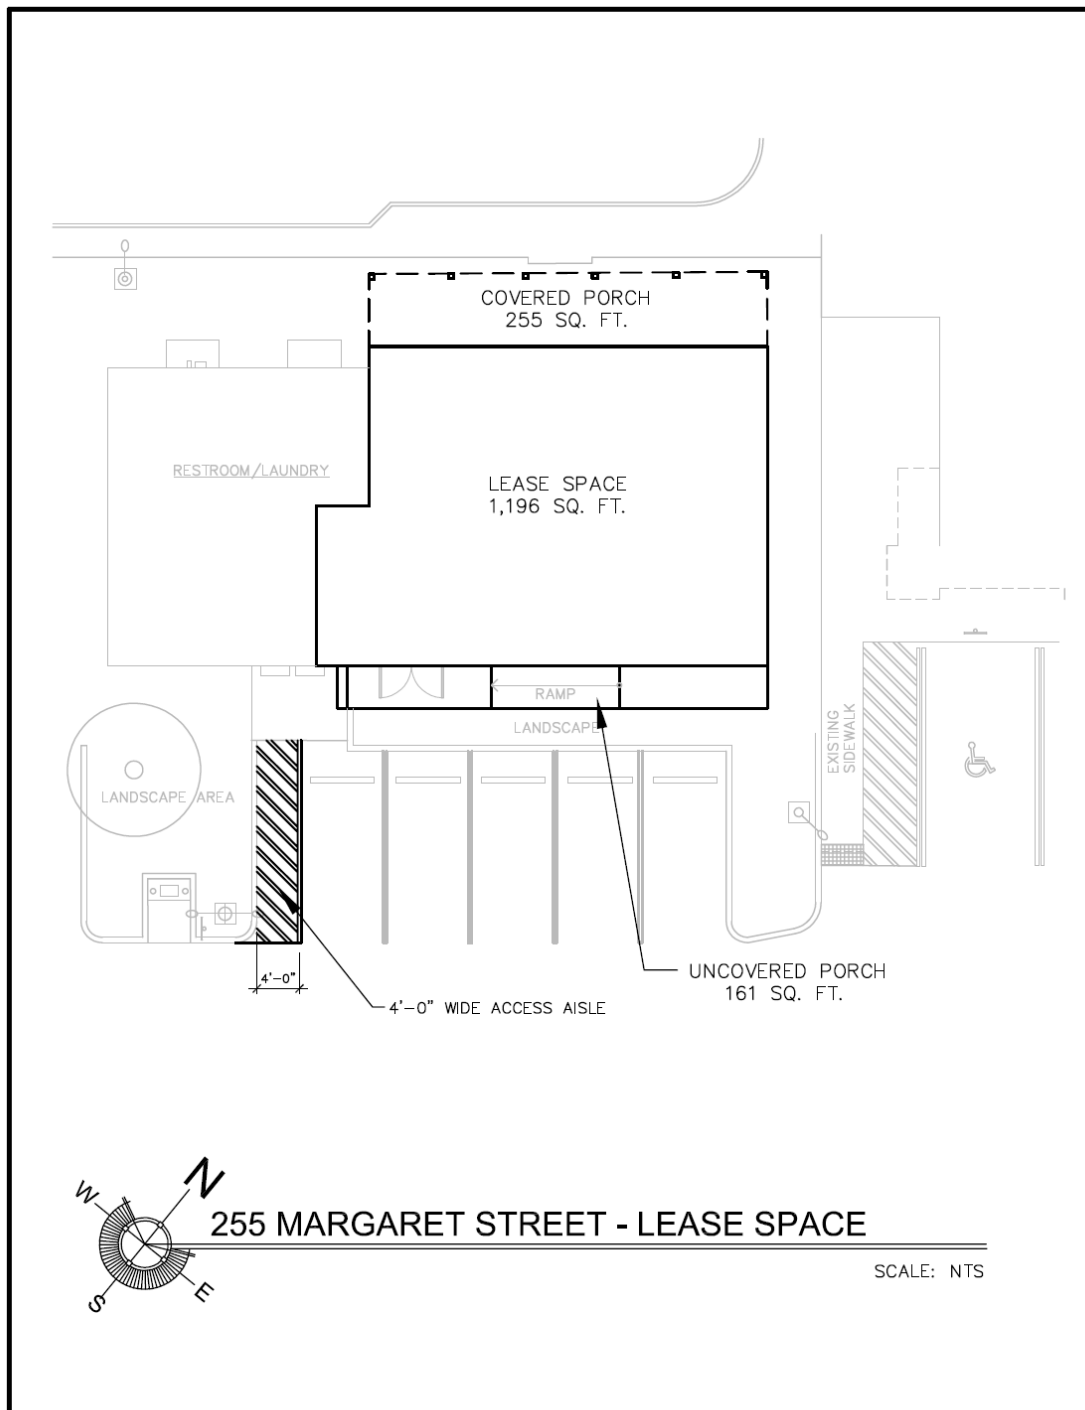 COVERED PORCH
255 SQ. FT.
RESTROOM/LAUNDRY
LEASE SPACE
1,196 SQ. FT.
RAMP
LANDSCAPE
EXISTING
SIDEWALK
LANDSCAPE AREA
UNCOVERED PORCH
161 SQ. FT.
4'-0"
4'-0" WIDE ACCESS AISLE
N
W
S
E
255 MARGARET STREET - LEASE SPACE
SCALE: NTS